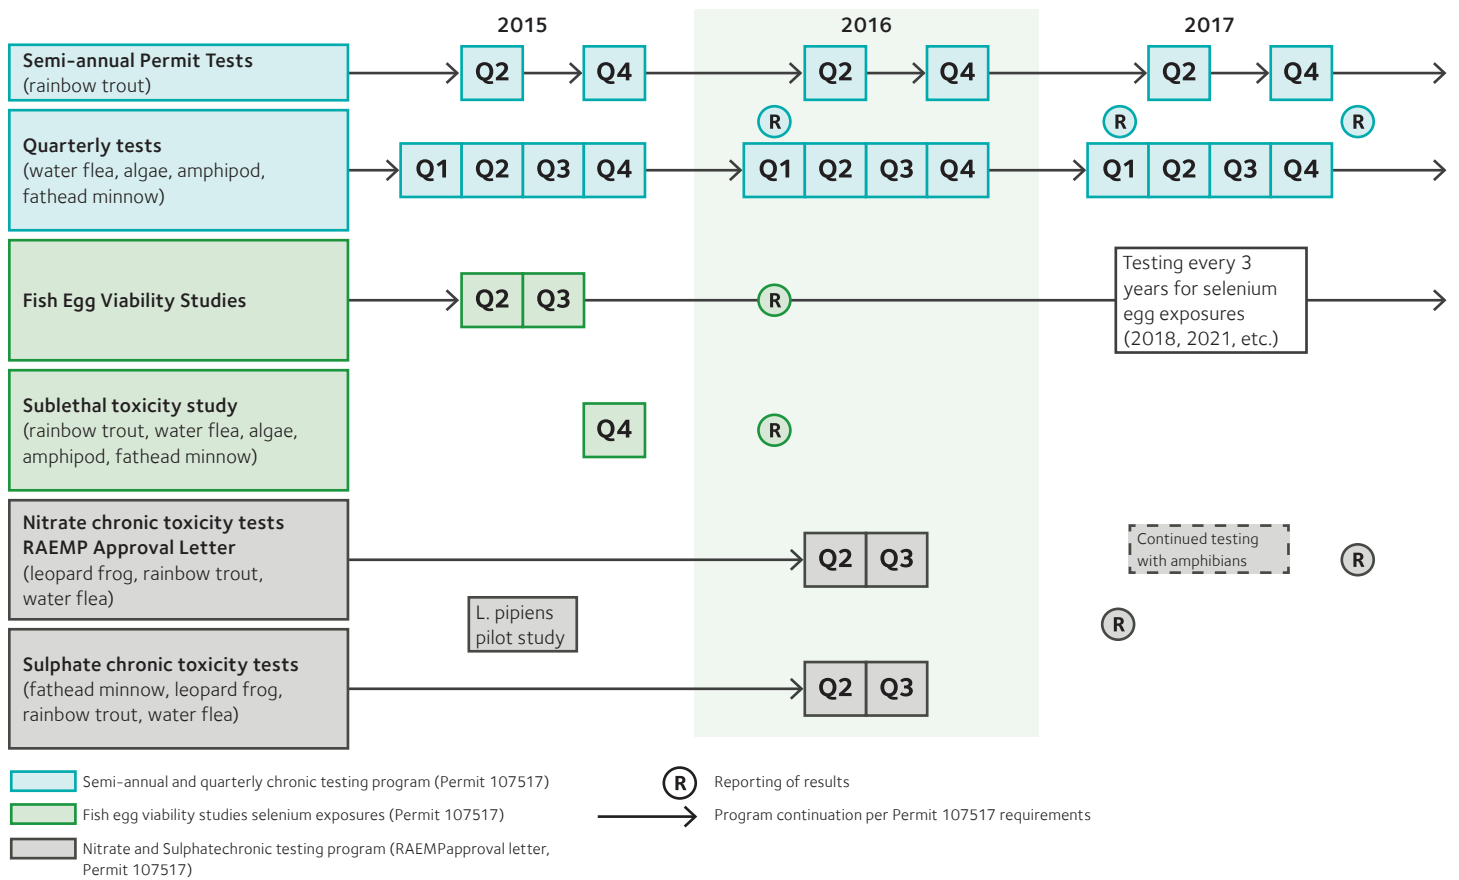 2015
2016
2017
Semi-annual Permit Tests
(rainbow trout)
Q2
Q4
Q2
Q4
Q2
Q4
R
R
R
Quarterly tests
(water flea, algae, amphipod,
fathead minnow)
Q1
Q2
Q3
Q4
Q1
Q2
Q3
Q4
Q1
Q2
Q3
Q4
Fish Egg Viability Studies
Q2
Q3
R
Testing every 3
years for selenium
egg exposures
(2018, 2021, etc.)
Sublethal toxicity study
(rainbow trout, water flea, algae,
amphipod, fathead minnow)
Q4
R
Nitrate chronic toxicity tests
RAEMP Approval Letter
(leopard frog, rainbow trout,
water flea)
Q2
Q3
Continued testing
with amphibians
R
L. pipiens
pilot study
R
Sulphate chronic toxicity tests
(fathead minnow, leopard frog,
rainbow trout, water flea)
Q2
Q3
Semi-annual and quarterly chronic testing program (Permit 107517)
Fish egg viability studies selenium exposures (Permit 107517)
Nitrate and Sulphatechronic testing program (RAEMPapproval letter,
Permit 107517)
R
Reporting of results
Program continuation per Permit 107517 requirements